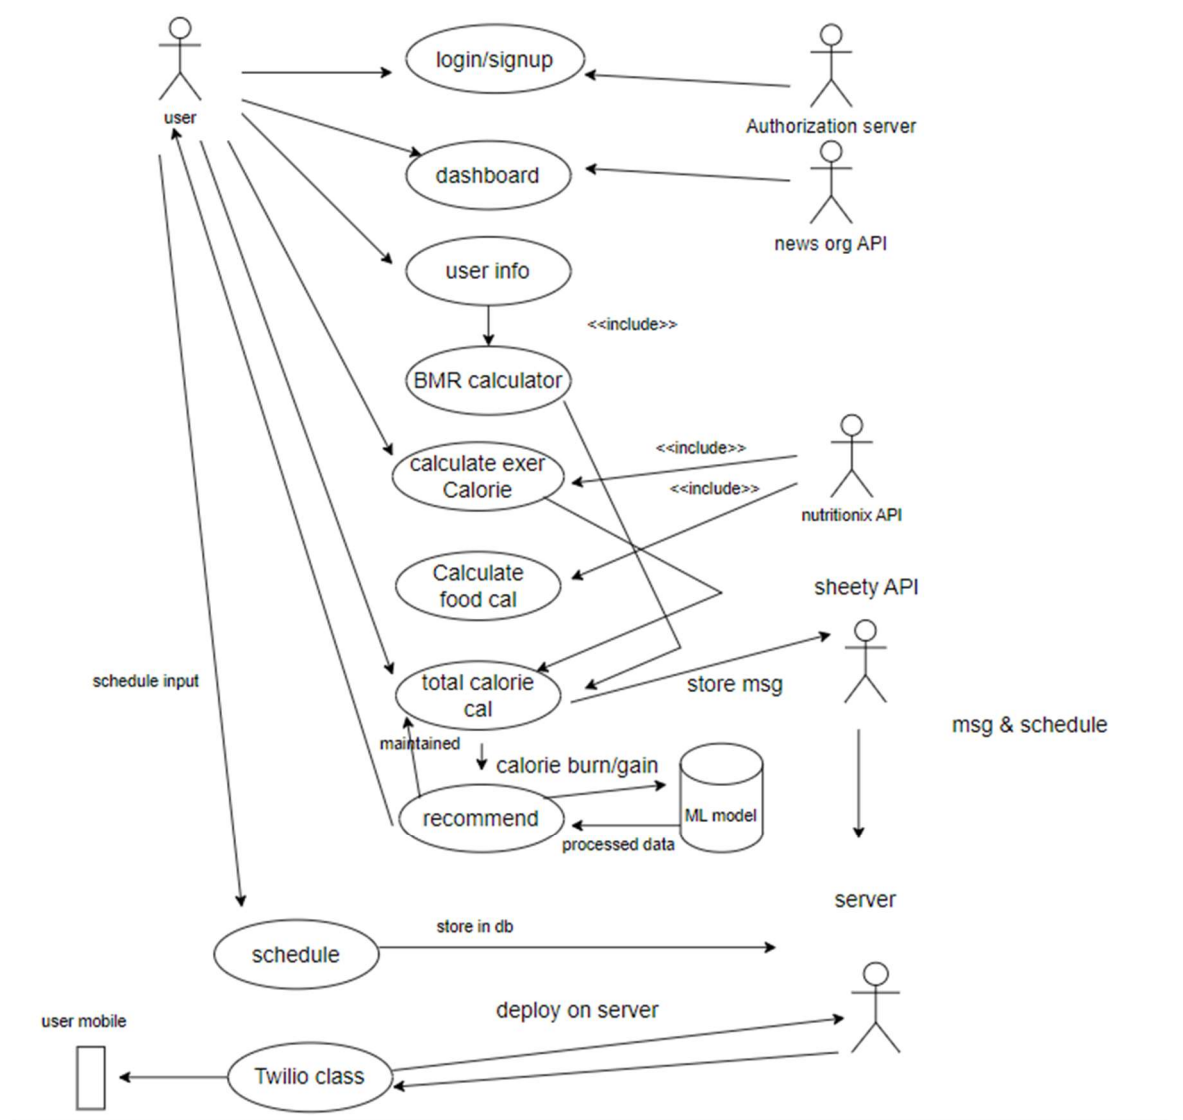 login/signup
user
Authorization server
dashboard
news org API
user info
<<include>>
BMR calculator
<<include>>
calculate exer
Calorie
<<include>>
nutritionix API
Calculate
food cal
sheety API
schedule input
total calorie
cal
store msg
msg & schedule
maintained
calorie burn/gain
recommend
ML model
processed data
server
store in db
schedule
deploy on server
user mobile
Twilio class